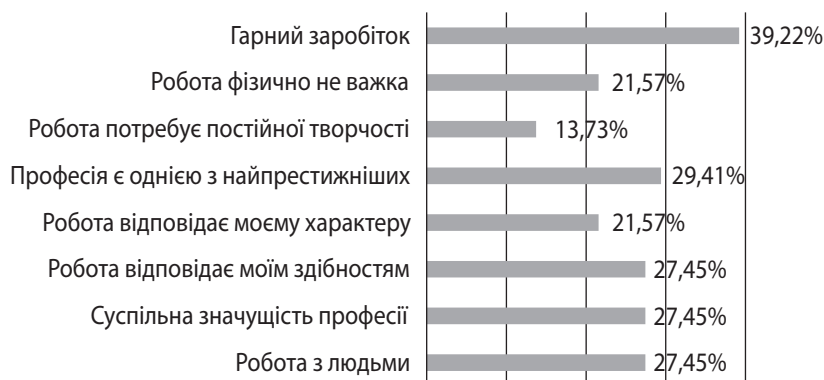 Гарний заробіток 39,22%
Робота фізично не важка 21,57%
Робота потребує постійної творчості 13,73%
Професія є однією з найпрестижніших 29,41%
Робота відповідає моєму характеру 21,57%
Робота відповідає моїм здібностям 27,45%
Суспільна значущість професії 27,45%
Робота з людьми 27,45%